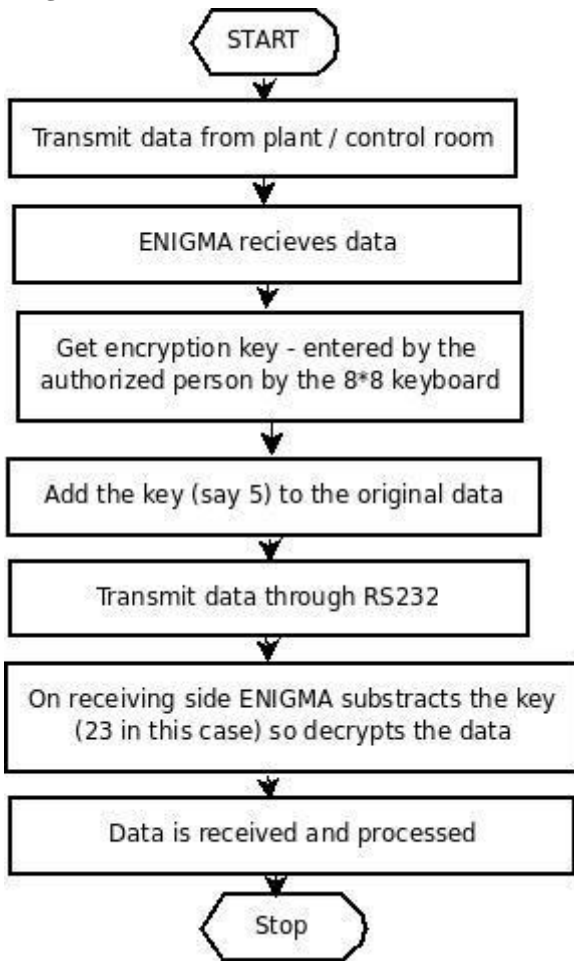 START
Transmit data from plant / control room
ENIGMA recieves data
Get encryption key - entered by the
authorized person by the 8*8 keyboard
Add the key (say 5) to the original data
Transmit data through RS232
On receiving side ENIGMA substracts the key
(23 in this case) so decrypts the data
Data is received and processed
Stop